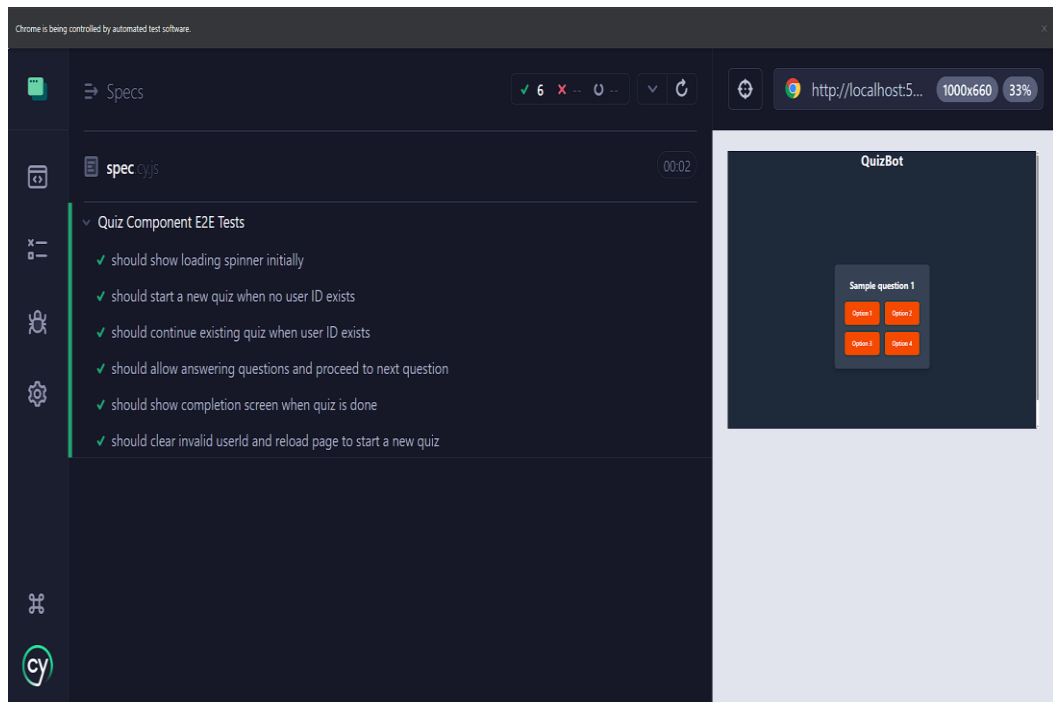 Chrome is being controlled by automated test software. X
Specs
6 -- --
http://localhost:5... 1000x660 33%
spec.cy.js 00:02
Quiz Component E2E Tests
should show loading spinner initially
should start a new quiz when no user ID exists
should continue existing quiz when user ID exists
should allow answering questions and proceed to next question
should show completion screen when quiz is done
should clear invalid userId and reload page to start a new quiz
cy
QuizBot
Sample question 1
Option 1 Option 2
Option 3 Option 4